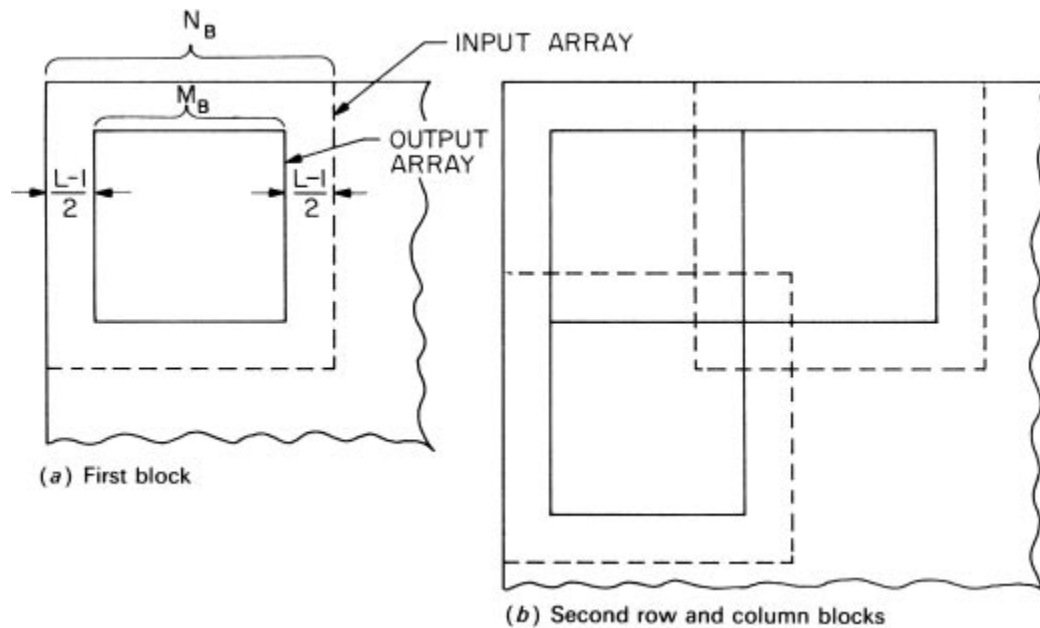 N_B
INPUT ARRAY
M_B
OUTPUT
ARRAY
L-1
2
L-1
2
(a) First block
(b) Second row and column blocks